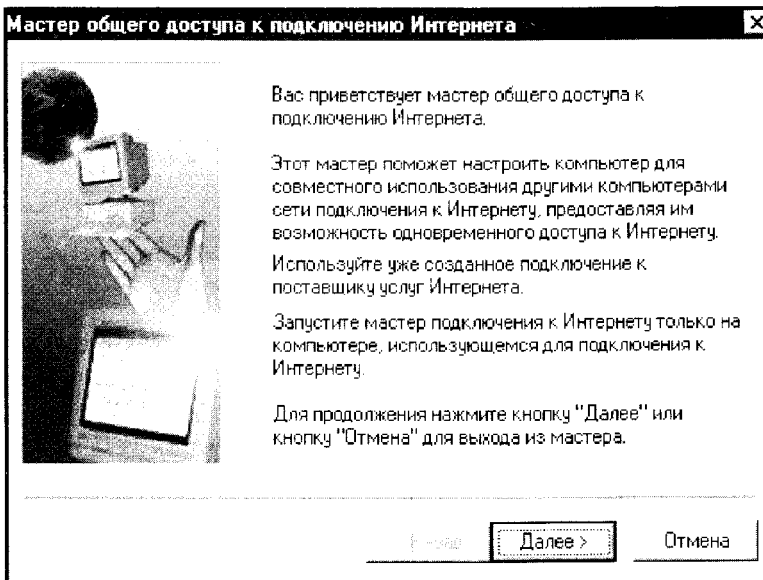 Мастер общего доступа к подключению Интернета
Вас приветствует мастер общего доступа к
подключению Интернета.
Этот мастер поможет настроить компьютер для
совместного использования другими компьютерами
сети подключения к Интернету, предоставляя им
возможность одновременного доступа к Интернету.
Используйте уже созданное подключение к
поставщику услуг Интернета.
Запустите мастер подключения к Интернету только на
компьютере, использующемся для подключения к
Интернету.
Для продолжения нажмите кнопку "Далее" или
кнопку "Отмена" для выхода из мастера.
Далее > Отмена